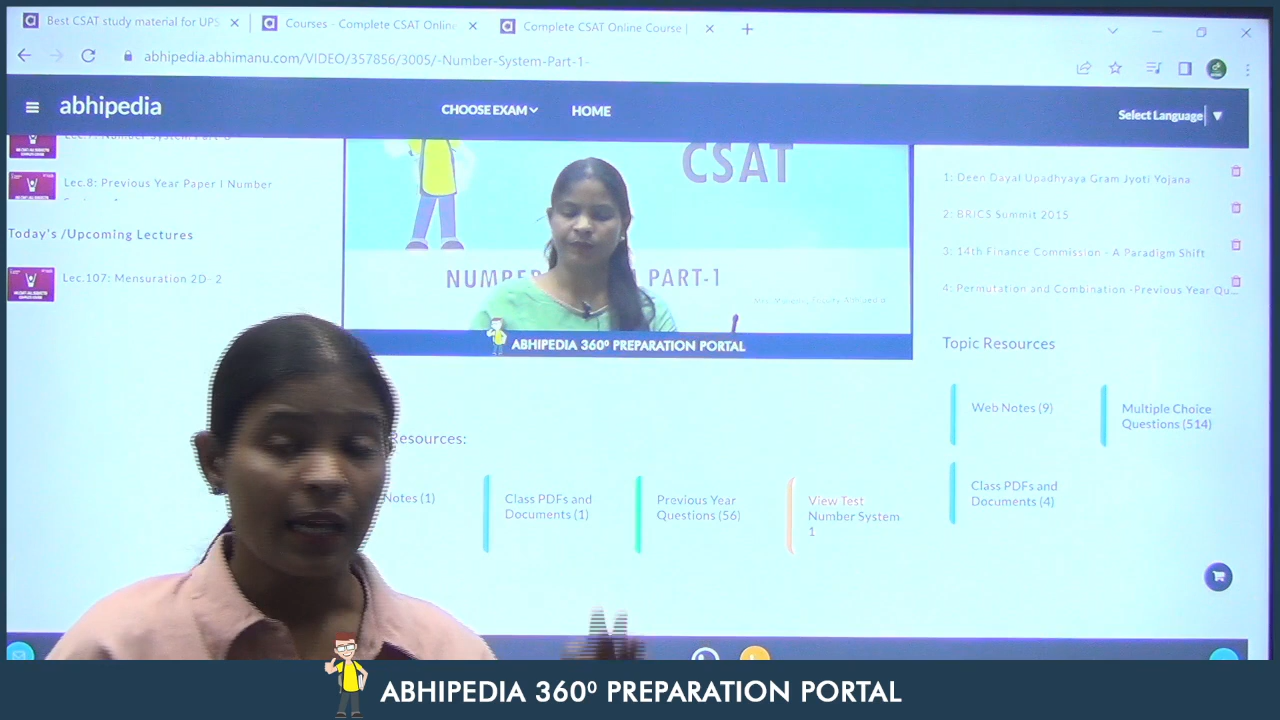 Best CSAT study material for UPS
Courses - Complete CSAT Online
Complete CSAT Online Course |
abhipedia.abhimanu.com/VIDEO/357856/3005/-Number-System-Part-1-
abhipedia
CHOOSE EXAM
HOME
Select Language
Lec.8: Previous Year Paper I Number
Today's /Upcoming Lectures
Lec.107: Mensuration 2D- 2
CSAT
PART-1
ABHIPEDIA 360⁰ PREPARATION PORTAL
1: Deen Dayal Upadhyaya Gram Jyoti Yojana
2: BRICS Summit 2015
3: 14th Finance Commission - A Paradigm Shift
4: Permutation and Combination -Previous Year Qu...
Topic Resources
Web Notes (9)
Multiple Choice
Questions (514)
Class PDFs and
Documents (4)
Resources:
Notes (1)
Class PDFs and
Documents (1)
Previous Year
Questions (56)
View Test
Number System
1
ABHIPEDIA 360⁰ PREPARATION PORTAL